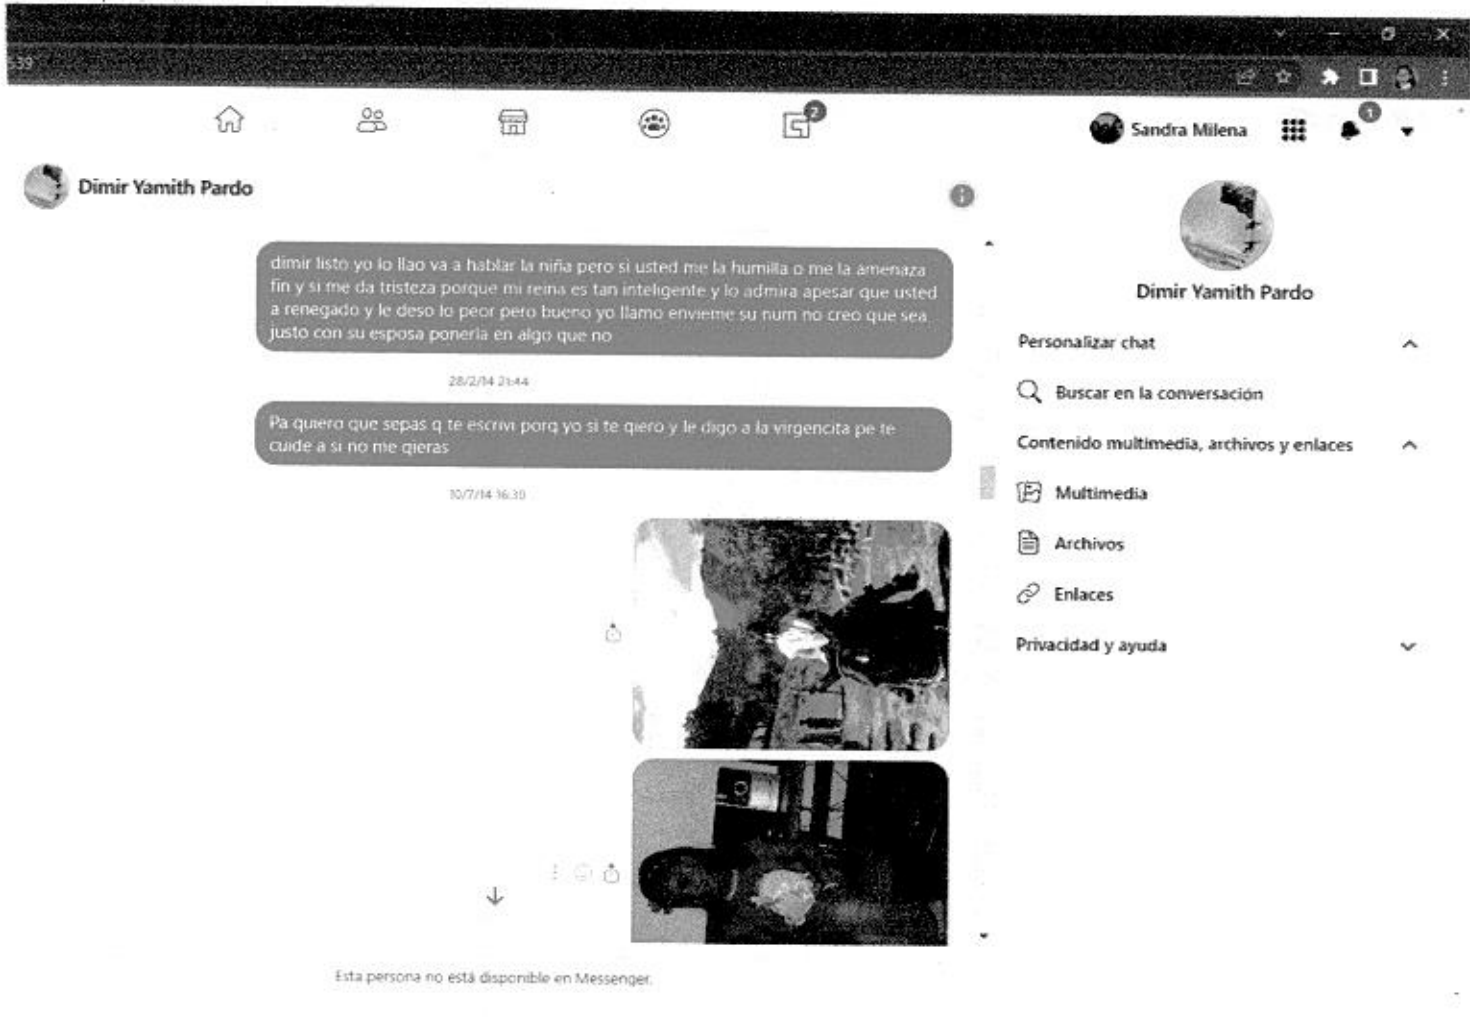 39
2
Sandra Milena
1
Dimir Yamith Pardo
dimir listo yo lo llao va a hablar la niña pero si usted me la humilla o me la amenaza
fin y si me da tristeza porque mi reina es tan inteligente y lo admira apesar que usted
a renegado y le deso lo peor pero bueno yo llamo envieme su num no creo que sea
justo con su esposa ponerla en algo que no
28/2/14 21:44
Pa quiero que sepas q te escrivi porq yo si te qiero y le digo a la virgencita pe te
cuide a si no me qieras
10/7/14 16:30
Esta persona no está disponible en Messenger.
Dimir Yamith Pardo
Personalizar chat
Buscar en la conversación
Contenido multimedia, archivos y enlaces
Multimedia
Archivos
Enlaces
Privacidad y ayuda